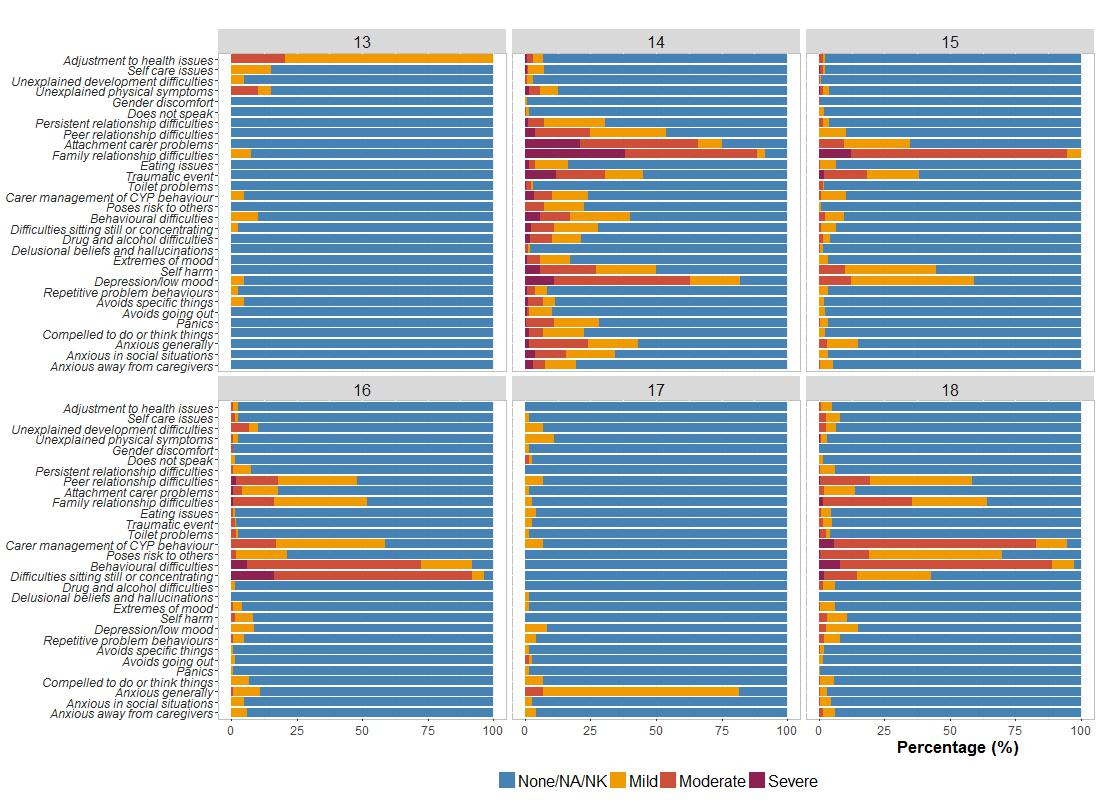 13 14 15
Adjustment to health issues
Self care issues
Unexplained development difficulties
Unexplained physical symptoms
Gender discomfort
Does not speak
Persistent relationship difficulties
Peer relationship difficulties
Attachment carer problems
Family relationship difficulties
Eating issues
Traumatic event
Toilet problems
Carer management of CYP behaviour
Poses risk to others
Behavioural difficulties
Difficulties sitting still or concentrating
Drug and alcohol difficulties
Delusional beliefs and hallucinations
Extremes of mood
Self harm
Depression/low mood
Repetitive problem behaviours
Avoids specific things
Avoids going out
Panics
Compelled to do or think things
Anxious generally
Anxious in social situations
Anxious away from caregivers
16 17 18
Adjustment to health issues
Self care issues
Unexplained development difficulties
Unexplained physical symptoms
Gender discomfort
Does not speak
Persistent relationship difficulties
Peer relationship difficulties
Attachment carer problems
Family relationship difficulties
Eating issues
Traumatic event
Toilet problems
Carer management of CYP behaviour
Poses risk to others
Behavioural difficulties
Difficulties sitting still or concentrating
Drug and alcohol difficulties
Delusional beliefs and hallucinations
Extremes of mood
Self harm
Depression/low mood
Repetitive problem behaviours
Avoids specific things
Avoids going out
Panics
Compelled to do or think things
Anxious generally
Anxious in social situations
Anxious away from caregivers
0 25 50 75 100 0 25 50 75 100 0 25 50 75 100
Percentage (%)
None/NA/NK Mild Moderate Severe